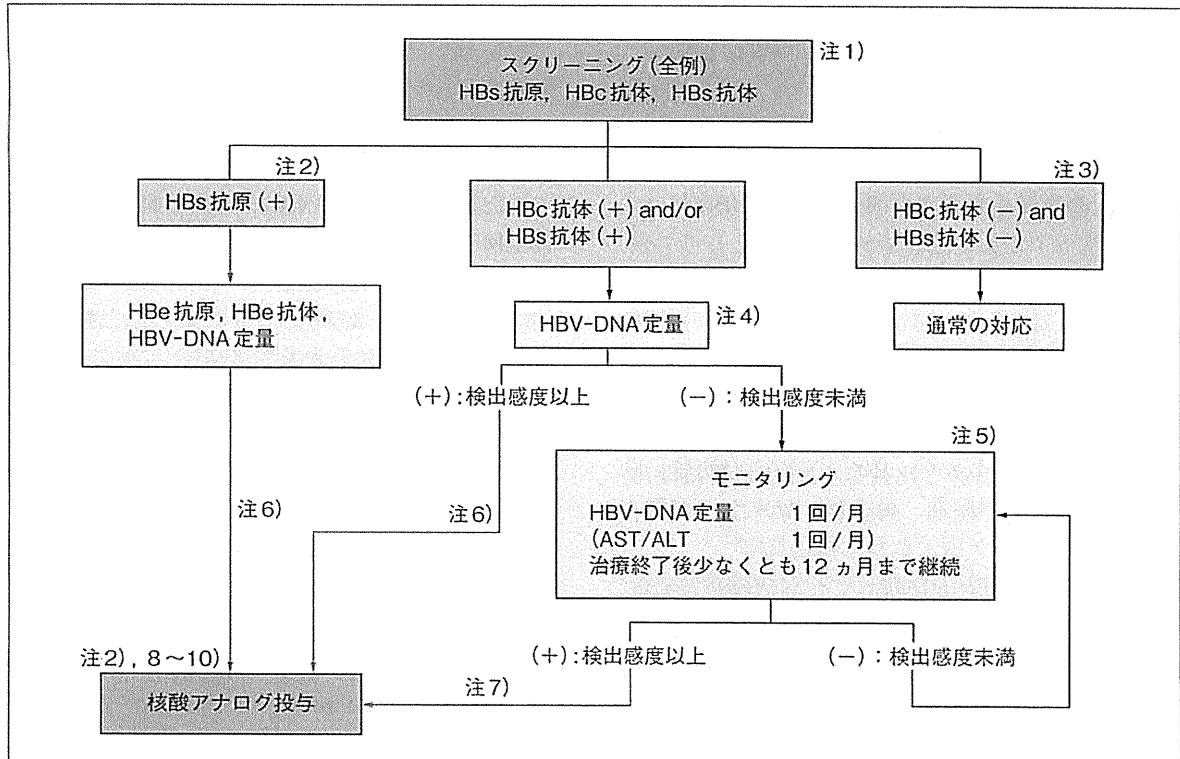 スクリーニング(全例)
HBs抗原, HBc抗体, HBs抗体
注1)
注2)
HBs抗原(+)
HBc抗体(+) and/or
HBs抗体(+)
注3)
HBc抗体(-) and
HBs抗体(-)
HBe抗原, HBe抗体,
HBV-DNA定量
HBV-DNA定量
注4)
通常の対応
(+):検出感度以上
(-):検出感度未満
注5)
モニタリング
HBV-DNA定量 1回/月
(AST/ALT 1回/月)
治療終了後少なくとも12ヵ月まで継続
注6)
注6)
(+):検出感度以上
(-):検出感度未満
注7)
注2), 8~10)
核酸アナログ投与